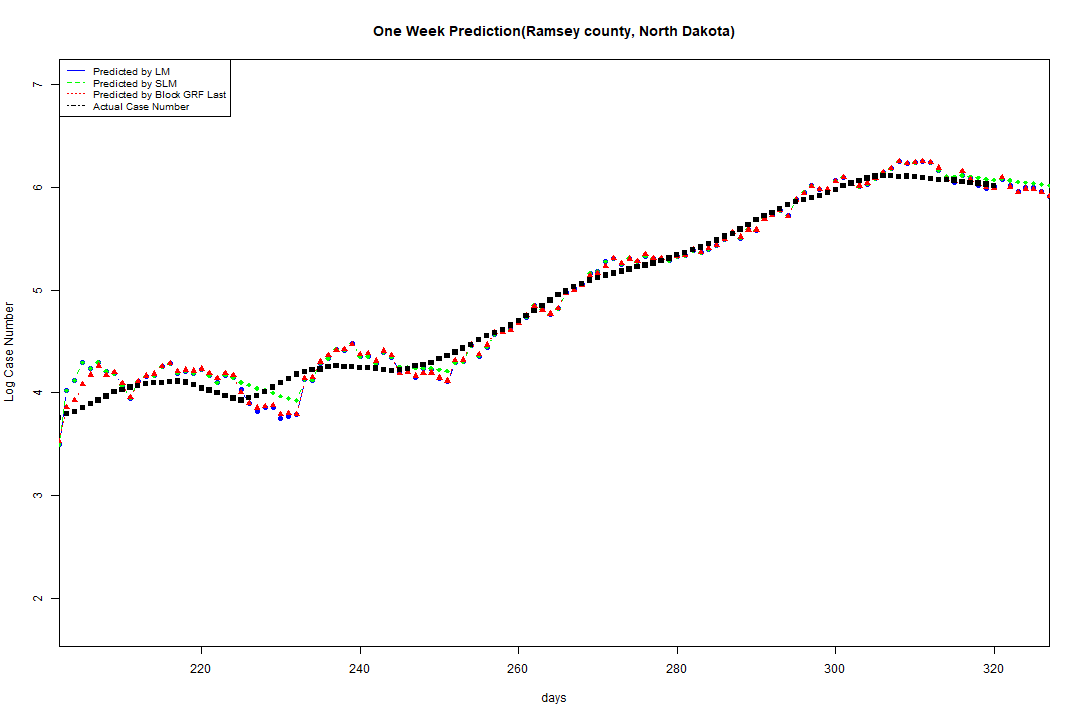 One Week Prediction(Ramsey county, North Dakota)
Predicted by LM
Predicted by SLM
Predicted by Block GRF Last
Actual Case Number
7
6
5
4
3
2
Log Case Number
220 240 260 280 300 320
days